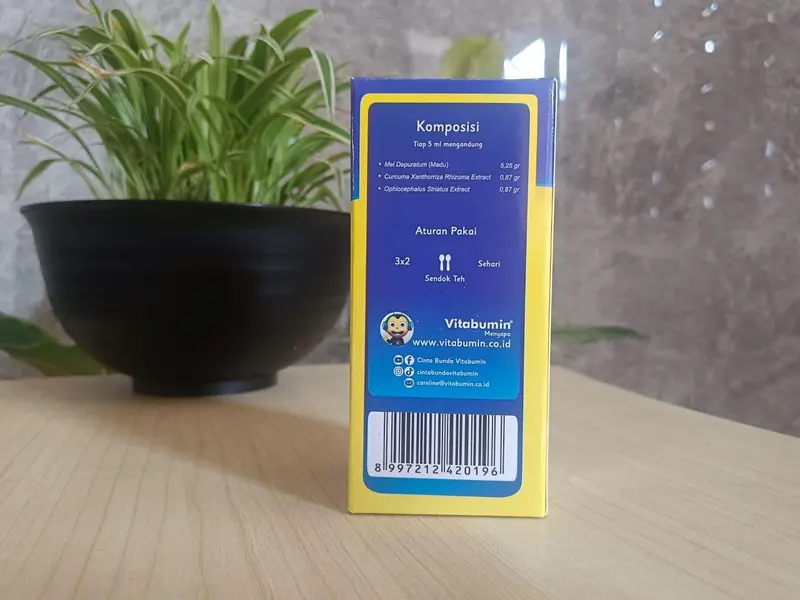 Komposisi
Tiap 5 ml mengandung
• Mel Depuratum (Madu) 5,25 gr
• Curcuma Xanthorriza Rhizoma Extract 0,87 gr
• Ophiocephalus Striatus Extract 0,87 gr
Aturan Pakai
3x2 Sehari
Sendok Teh
Vitabumin®
Menyapa
www.vitabumin.co.id
Cinta Bunda Vitabumin
cintabundavitabumin
careline@vitabumin.co.id
8 997212 420196